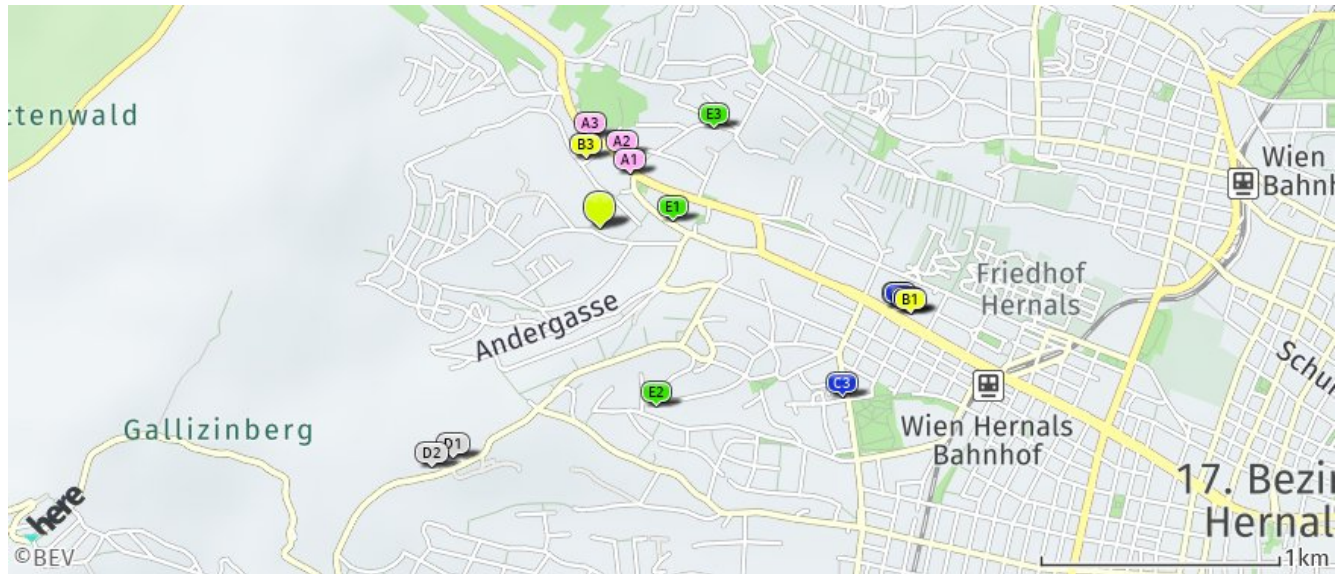 ttenwald
A3
E3
B3
A2
A1
Wien
Bahnh
E1
Friedhof
Hernals
B1
Andergasse
Schu
C3
E2
Gallizinberg
D1
D2
Wien Hernals
Bahnhof
17. Bezi
Hernal
here
©BEV
1km